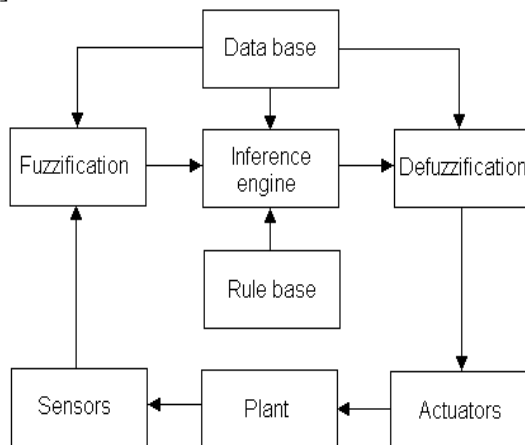 Data base
Fuzzification
Inference
engine
Defuzzification
Rule base
Sensors
Plant
Actuators